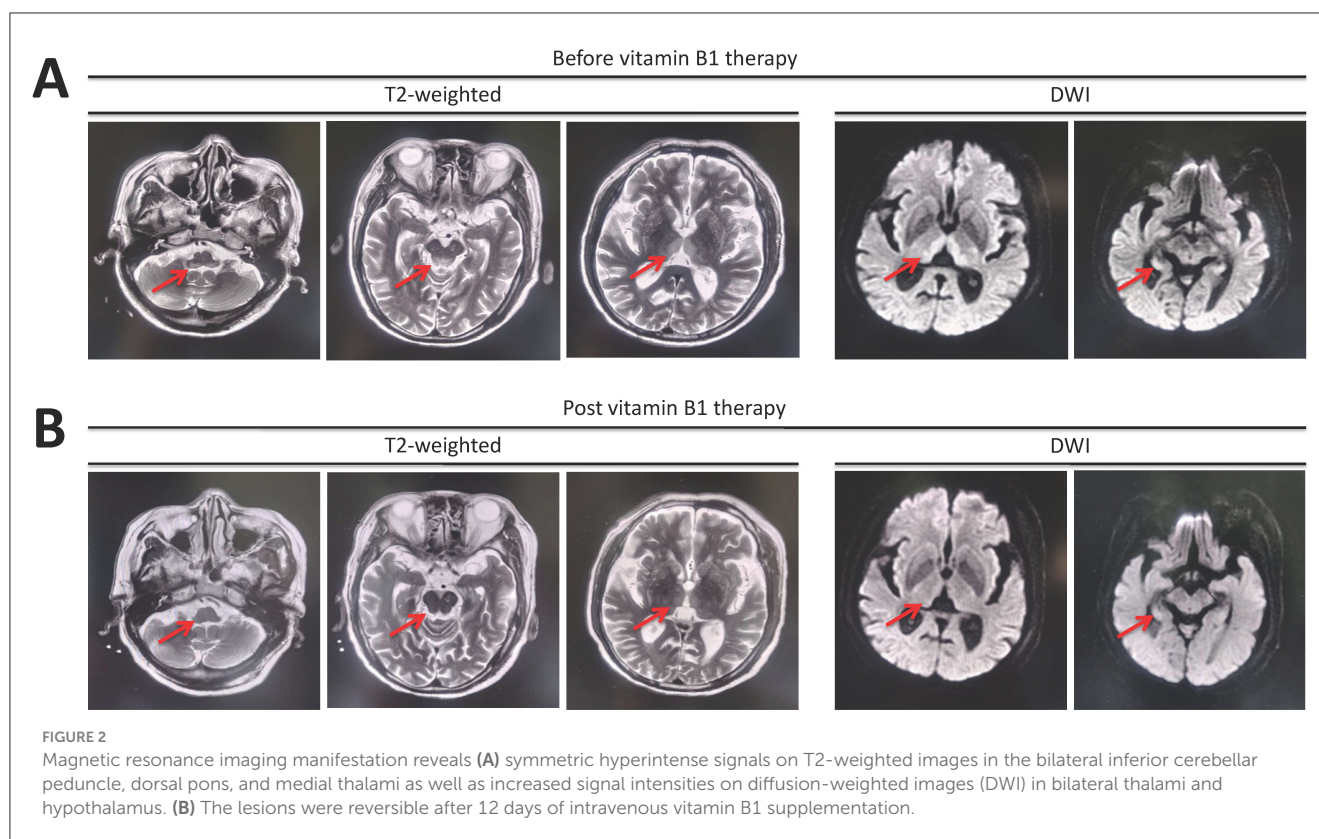 A
Before vitamin B1 therapy
T2-weighted
DWI
B
Post vitamin B1 therapy
T2-weighted
DWI
FIGURE 2
Magnetic resonance imaging manifestation reveals (A) symmetric hyperintense signals on T2-weighted images in the bilateral inferior cerebellar
peduncle, dorsal pons, and medial thalami as well as increased signal intensities on diffusion-weighted images (DWI) in bilateral thalami and
hypothalamus. (B) The lesions were reversible after 12 days of intravenous vitamin B1 supplementation.